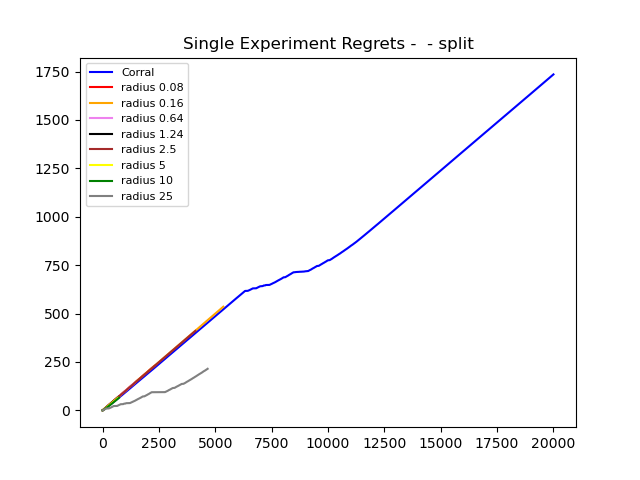 Single Experiment Regrets -  - split
1750
1500
1250
1000
750
500
250
0
Corral
radius 0.08
radius 0.16
radius 0.64
radius 1.24
radius 2.5
radius 5
radius 10
radius 25
0 2500 5000 7500 10000 12500 15000 17500 20000